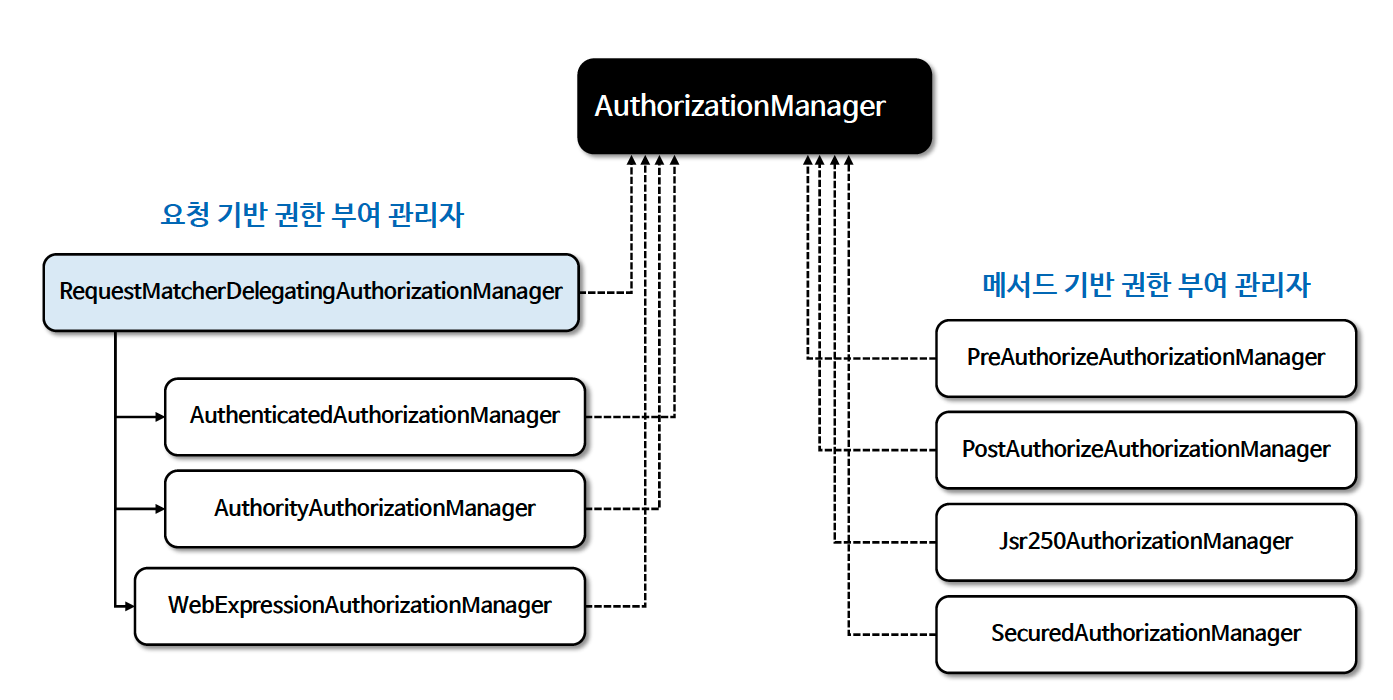 AuthorizationManager
요청 기반 권한 부여 관리자
RequestMatcherDelegatingAuthorizationManager
AuthenticatedAuthorizationManager
AuthorityAuthorizationManager
WebExpressionAuthorizationManager
메서드 기반 권한 부여 관리자
PreAuthorizeAuthorizationManager
PostAuthorizeAuthorizationManager
Jsr250AuthorizationManager
SecuredAuthorizationManager